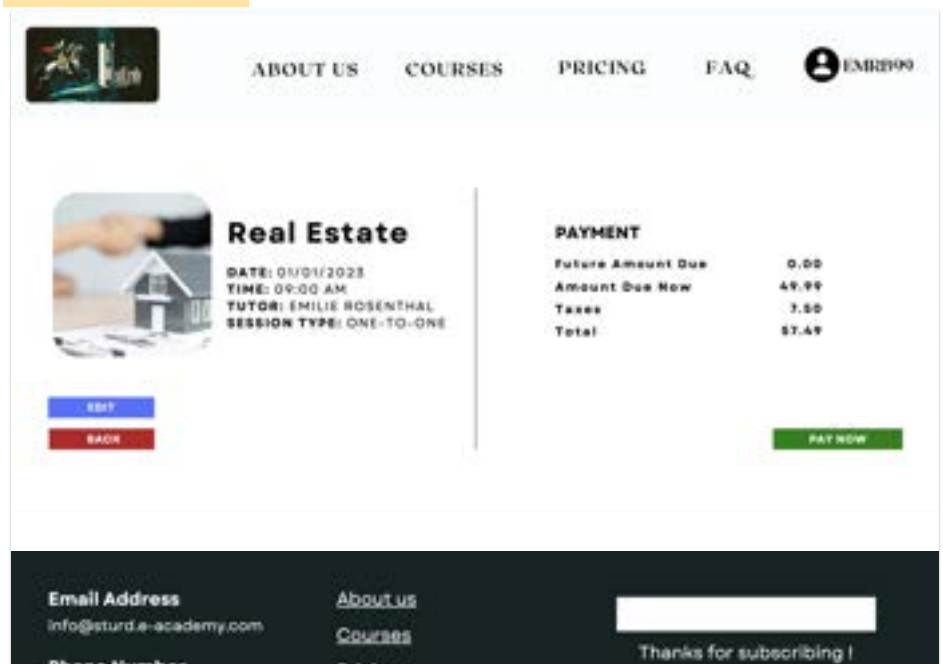 ABOUT US
COURSES
PRICING
FAQ
EMRB99
Real Estate
DATE: 01/01/2023
TIME: 09:00 AM
TUTOR: EMILIE ROSENTHAL
SESSION TYPE: ONE-TO-ONE
EDIT
BACK
PAYMENT
Future Amount Due 0.00
Amount Due Now 49.99
Taxes 7.50
Total 57.49
PAY NOW
Email Address
info@sturd.e-academy.com
Phone Number
About us
Courses
Thanks for subscribing !